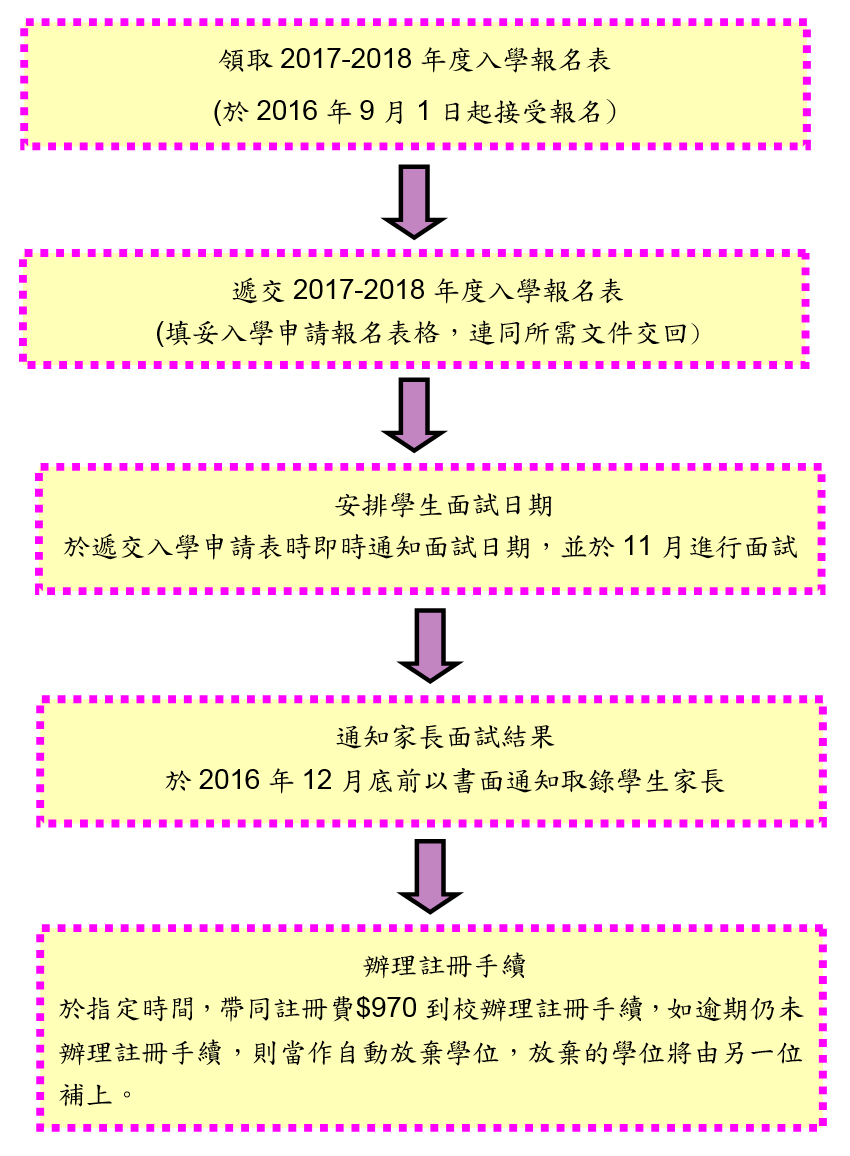 領取 2017-2018 年度入學報名表
(於 2016 年 9 月 1 日起接受報名）
遞交 2017-2018 年度入學報名表
(填妥入學申請報名表格，連同所需文件交回）
安排學生面試日期
於遞交入學申請表時即時通知面試日期，並於 11 月進行面試
通知家長面試結果
於 2016 年 12 月底前以書面通知取錄學生家長
辦理註冊手續
於指定時間，帶同註冊費$970 到校辦理註冊手續，如逾期仍未
辦理註冊手續，則當作自動放棄學位，放棄的學位將由另一位
補上。